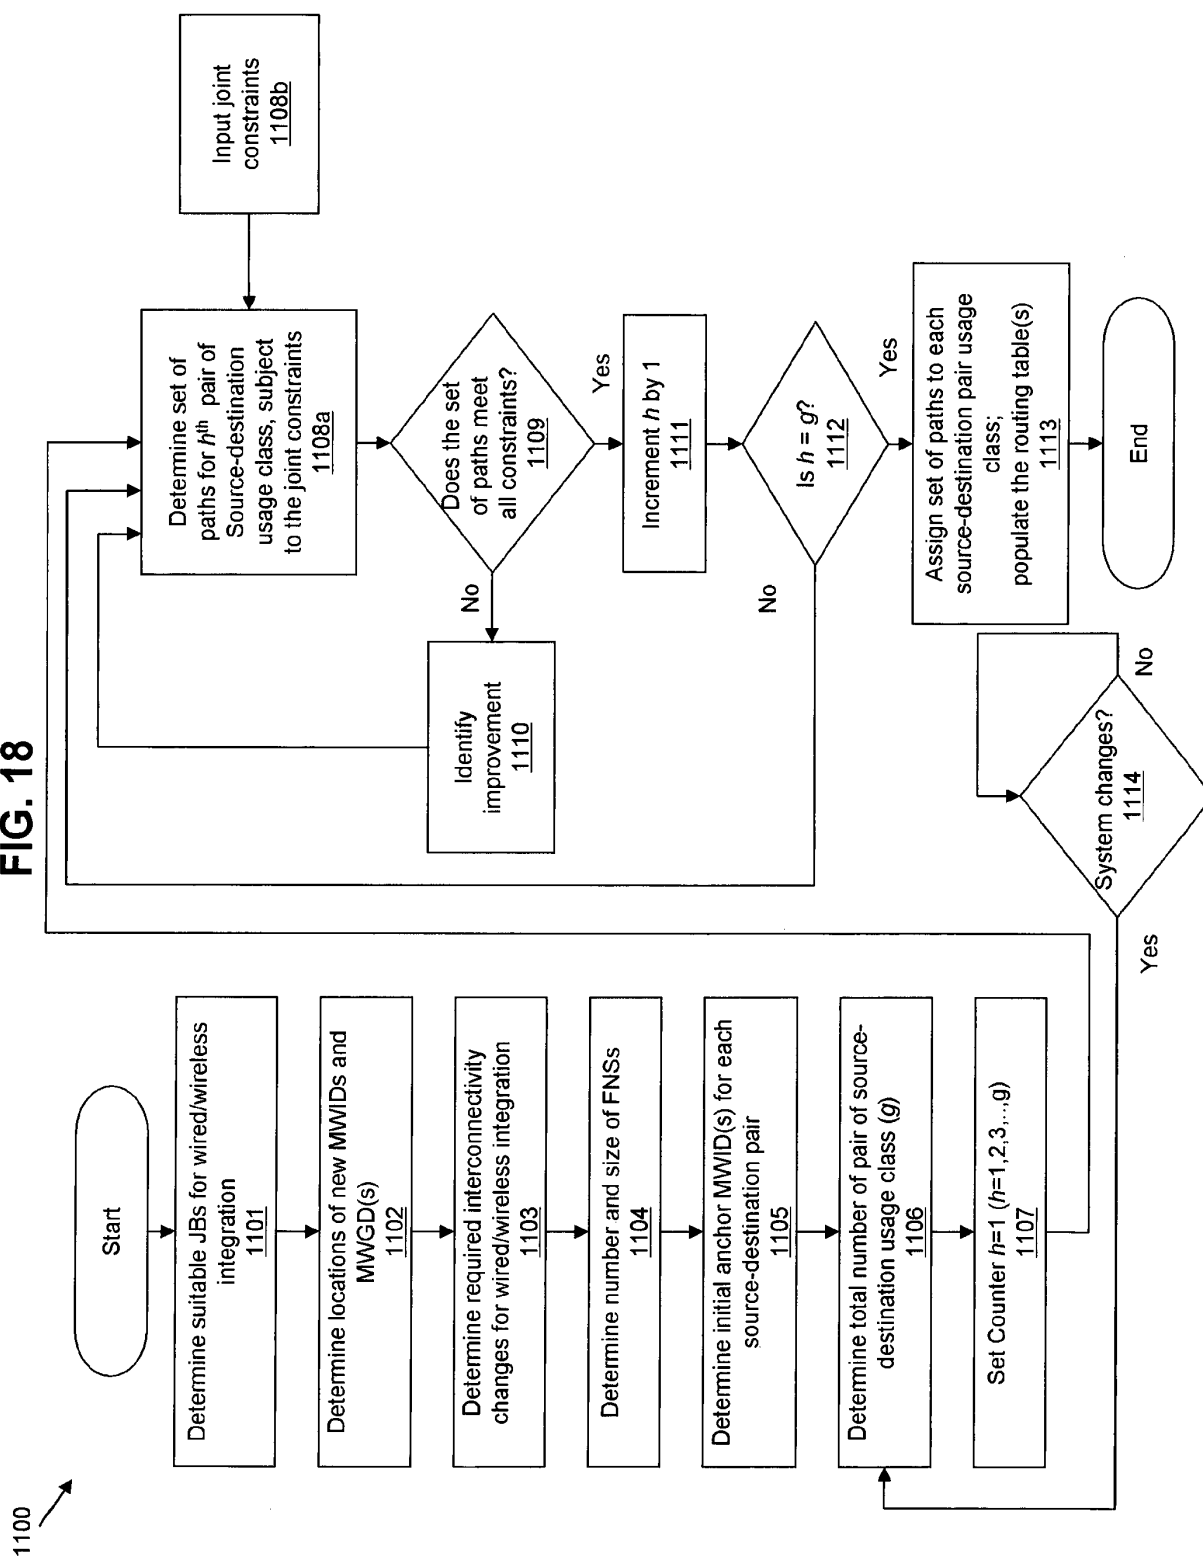 FIG. 18
1100
Start
Determine suitable JBs for wired/wireless
integration
1101
Determine locations of new MWIDs and
MWGD(s)
1102
Determine required interconnectivity
changes for wired/wireless integration
1103
Determine number and size of FNSs
1104
Determine initial anchor MWID(s) for each
source-destination pair
1105
Determine total number of pair of source-
destination usage class (g)
1106
Set Counter h=1 (h=1,2,3,..,g)
1107
Input joint
constraints
1108b
Determine set of
paths for hth pair of
Source-destination
usage class, subject
to the joint constraints
1108a
Does the set
of paths meet
all constraints?
1109
No
Yes
Identify
improvement
1110
Increment h by 1
1111
Is h = g?
1112
No
Yes
Assign set of paths to each
source-destination pair usage
class;
populate the routing table(s)
1113
End
System changes?
1114
No
Yes